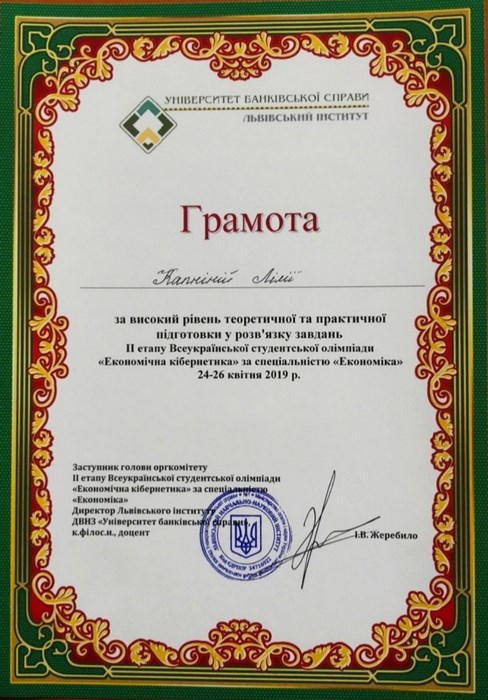 УНІВЕРСИТЕТ БАНКІВСЬКОЇ СПРАВИ
ЛЬВІВСЬКИЙ ІНСТИТУТ
Грамота
Капніній Лілії
за високий рівень теоретичної та практичної
підготовки у розв'язку завдань
ІІ етапу Всеукраїнської студентської олімпіади
«Економічна кібернетика» за спеціальністю «Економіка»
24-26 квітня 2019 р.
Заступник голови оргкомітету
ІІ етапу Всеукраїнської студентської олімпіади
«Економічна кібернетика» за спеціальністю
«Економіка»
Директор Львівського інституту
ДВНЗ «Університет банківської справи»,
к.філос.н., доцент
І.В. Жеребило